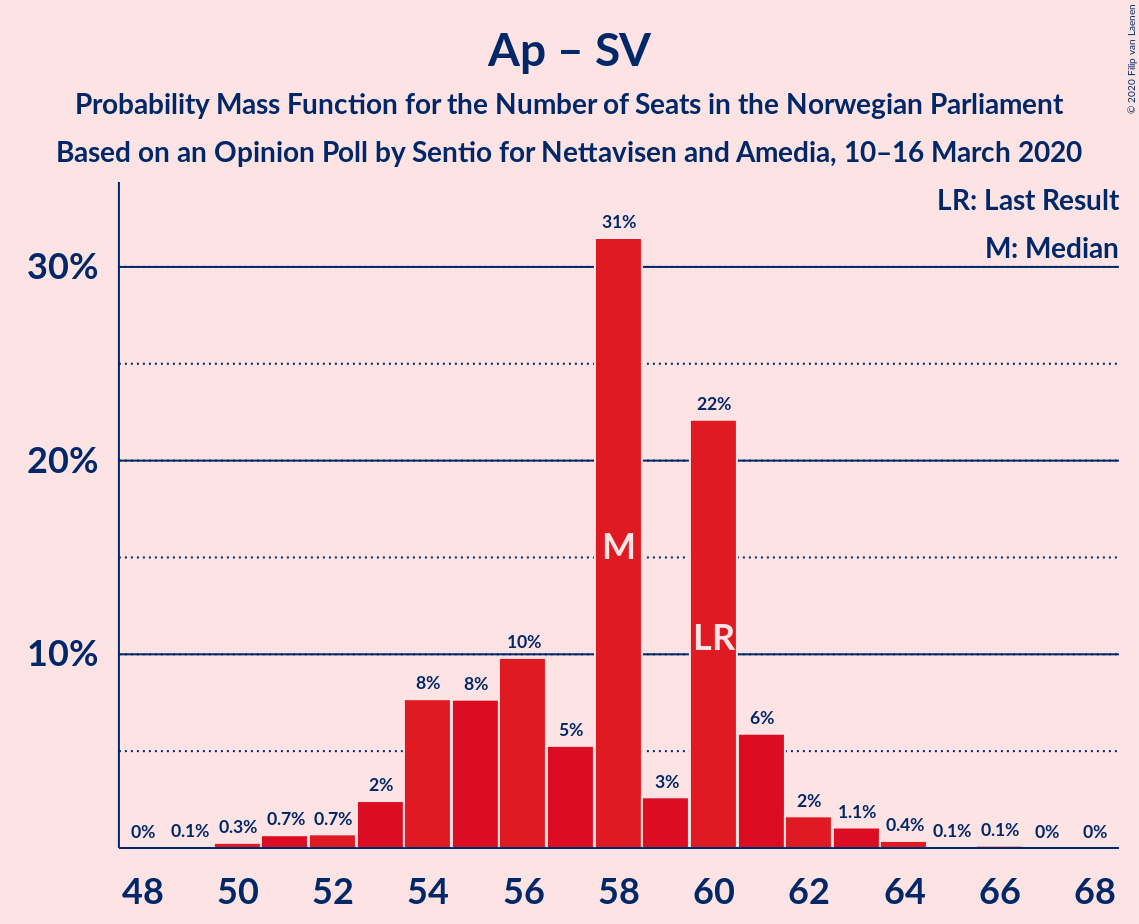 Ap – SV
Probability Mass Function for the Number of Seats in the Norwegian Parliament
Based on an Opinion Poll by Sentio for Nettavisen and Amedia, 10–16 March 2020
© 2020 Filip van Laenen
LR: Last Result
M: Median
30%
20%
10%
0%
0.1%
0.3%
0.7%
0.7%
2%
8%
8%
10%
5%
31%
3%
22%
6%
2%
1.1%
0.4%
0.1%
0.1%
0%
0%
M
LR
48 50 52 54 56 58 60 62 64 66 68